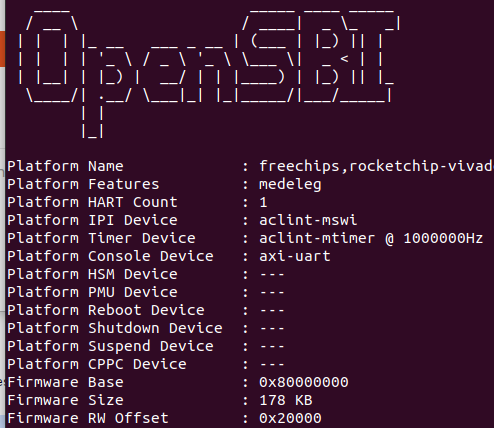 OpenSBI
Platform Name : freechips,rocketchip-vivad
Platform Features : medeleg
Platform HART Count : 1
Platform IPI Device : aclint-mswi
Platform Timer Device : aclint-mtimer @ 1000000Hz
Platform Console Device : axi-uart
Platform HSM Device : ---
Platform PMU Device : ---
Platform Reboot Device : ---
Platform Shutdown Device : ---
Platform Suspend Device : ---
Platform CPPC Device : ---
Firmware Base : 0x80000000
Firmware Size : 178 KB
Firmware RW Offset : 0x20000